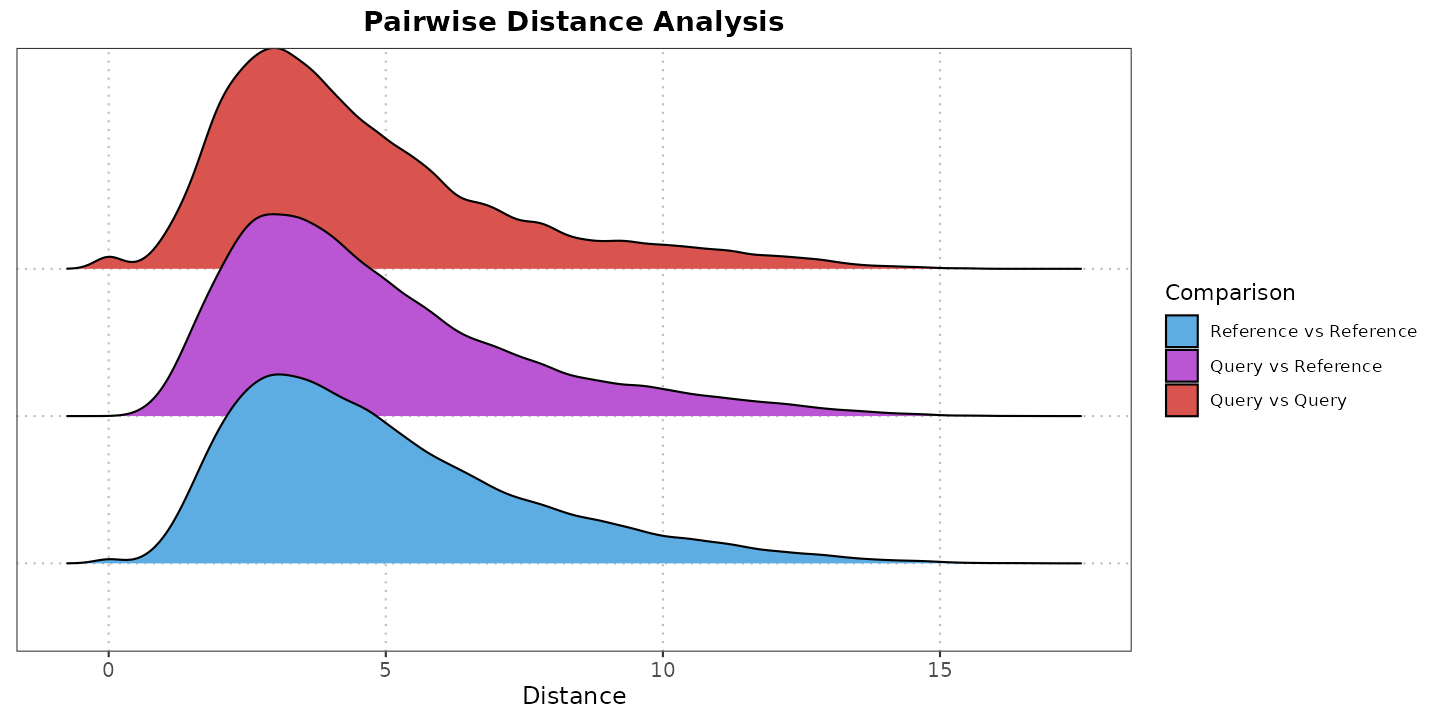 Pairwise Distance Analysis
Comparison
Reference vs Reference
Query vs Reference
Query vs Query
0 5 10 15
Distance